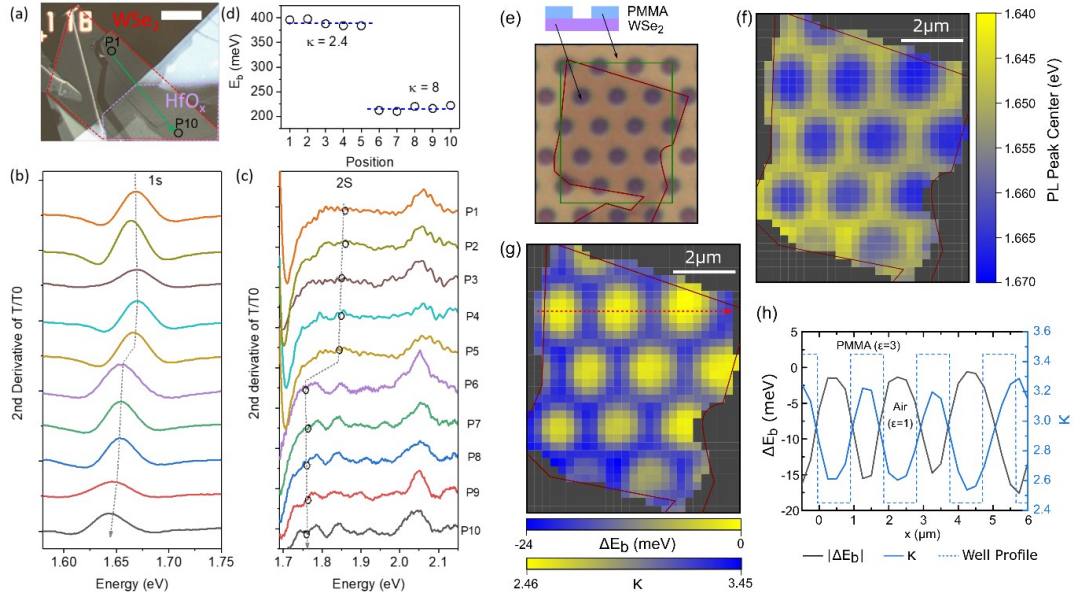 (a)
11B
WSe₂
P1
HfOₓ
P10
(d)
400
350
300
250
200
E_b (meV)
κ = 2.4
κ = 8
1 2 3 4 5 6 7 8 9 10
Position
(b)
1s
2nd Derivative of T/T0
1.60 1.65 1.70 1.75
Energy (eV)
(c)
2S
2nd derivative of T/T0
P1
P2
P3
P4
P5
P6
P7
P8
P9
P10
1.7 1.8 1.9 2.0 2.1
Energy (eV)
(e)
PMMA
WSe₂
(f)
2μm
1.640
1.645
1.650
1.655
1.660
1.665
1.670
PL Peak Center (eV)
(g)
2μm
-24 ΔE_b (meV) 0
2.46 K 3.45
(h)
5
0
-5
-10
-15
-20
ΔE_b (meV)
PMMA (ε=3)
Air
(ε=1)
3.6
3.4
3.2
3.0
2.8
2.6
2.4
K
0 1 2 3 4 5 6
x (μm)
|ΔE_b| K Well Profile